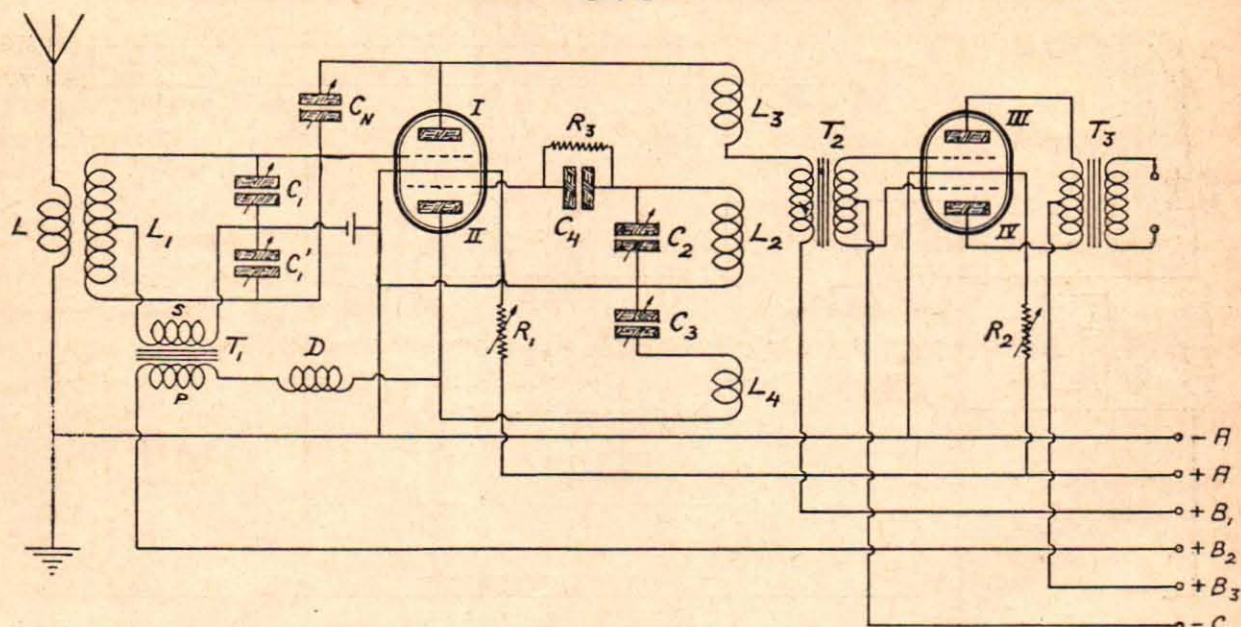 I
III
C_N
R_3
L_3
T_2
T_3
C_1
L
L_1
II
C_4
C_2
L_2
IV
C_1'
S
R_1
C_3
R_2
T_1
D
P
L_4
- A
+ A
+ B_1
+ B_2
+ B_3
- C